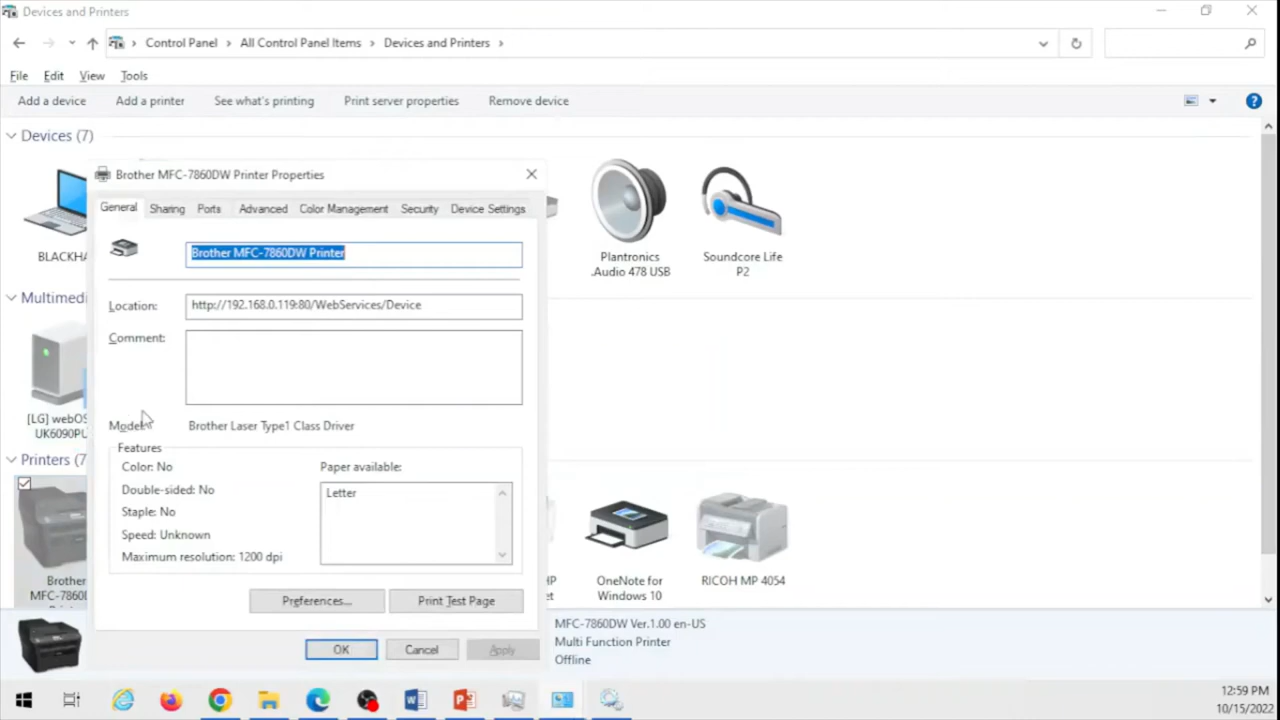 Devices and Printers
Control Panel > All Control Panel Items > Devices and Printers >
File Edit View Tools
Add a device Add a printer See what's printing Print server properties Remove device
Devices (7)
BLACKHA
Plantronics
.Audio 478 USB
Soundcore Life
P2
Multimedi
[LG] webOS
UK6090PU
Printers (7
Brother
MFC-7860D
HP
et
OneNote for
Windows 10
RICOH MP 4054
Brother MFC-7860DW Printer Properties
General Sharing Ports Advanced Color Management Security Device Settings
Brother MFC-7860DW Printer
Location: http://192.168.0.119:80/WebServices/Device
Comment:
Model: Brother Laser Type1 Class Driver
Features
Color: No
Double-sided: No
Staple: No
Speed: Unknown
Maximum resolution: 1200 dpi
Paper available:
Letter
Preferences... Print Test Page
OK Cancel Apply
MFC-7860DW Ver.1.00 en-US
Multi Function Printer
Offline
12:59 PM
10/15/2022